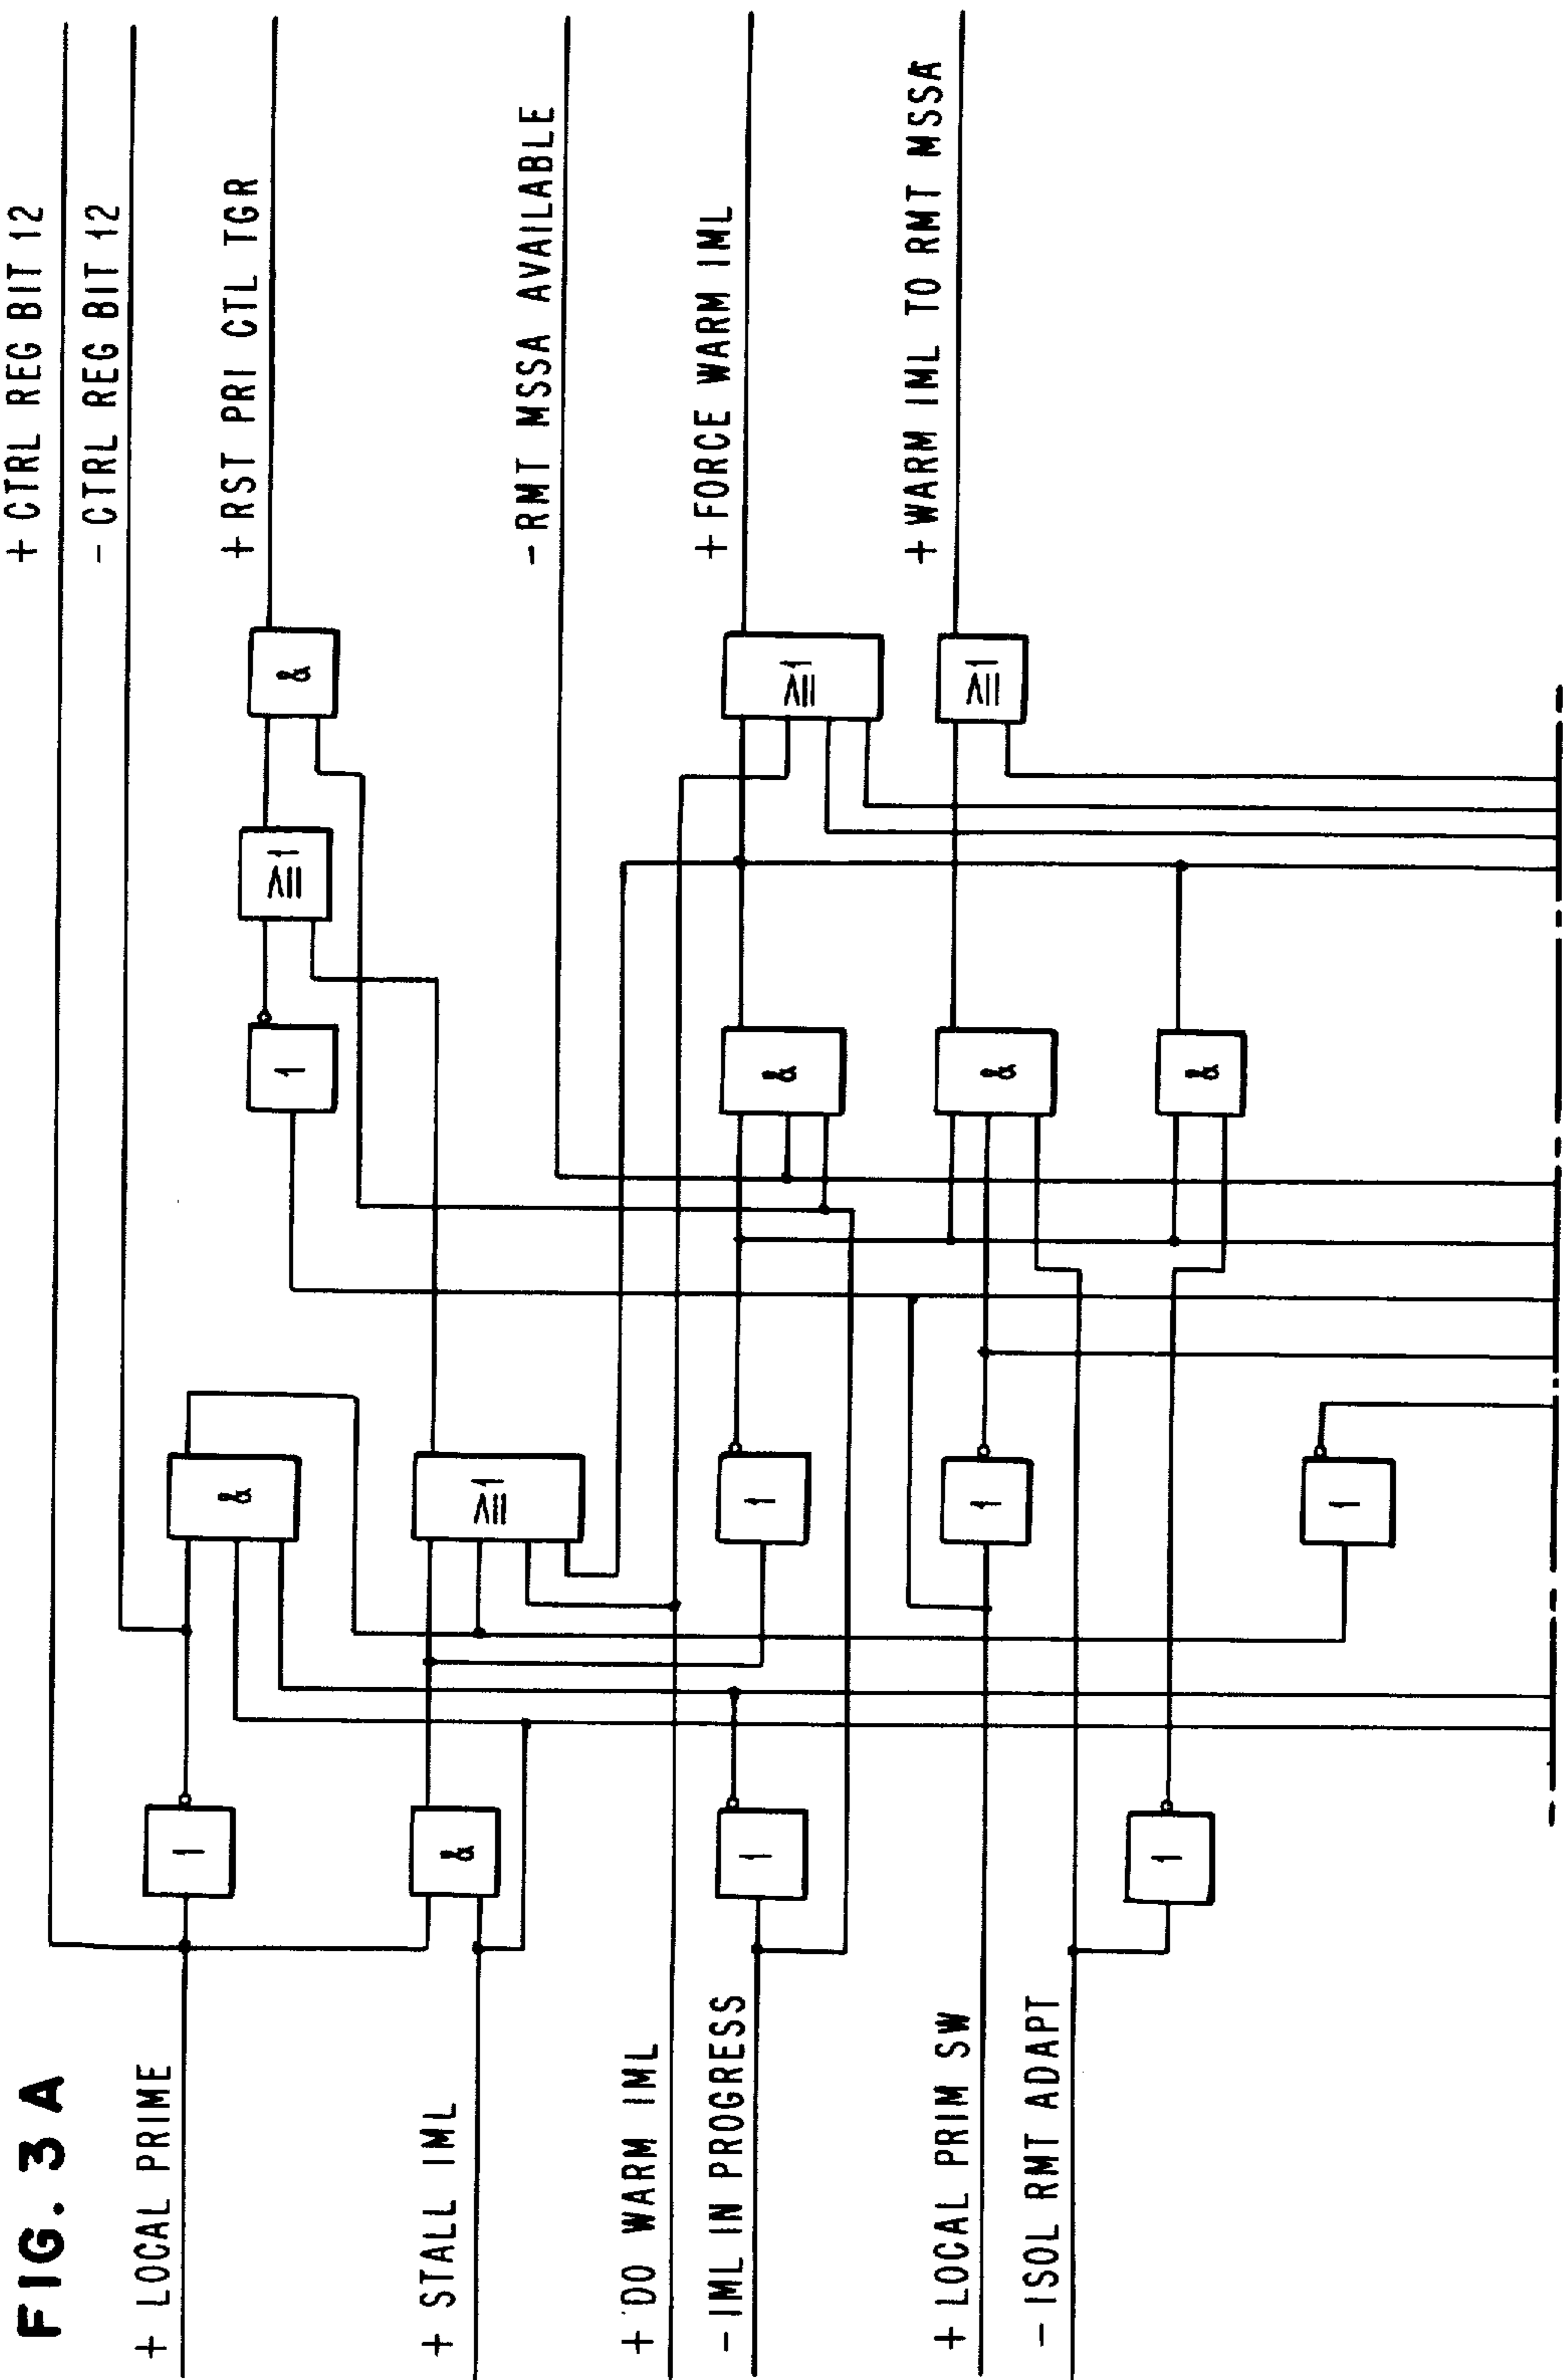 FIG. 3 A
+ LOCAL PRIME
+ STALL IML
+ DO WARM IML
- IML IN PROGRESS
+ LOCAL PRIM SW
- ISOL RMT ADAPT
1
&
1
1
&
≥1
1
1
1
1
&
&
&
≥1
&
≥1
≥1
+ CTRL REG BIT 12
- CTRL REG BIT 12
+ RST PRI CTL TGR
- RMT MSSA AVAILABLE
+ FORCE WARM IML
+ WARM IML TO RMT MSSA